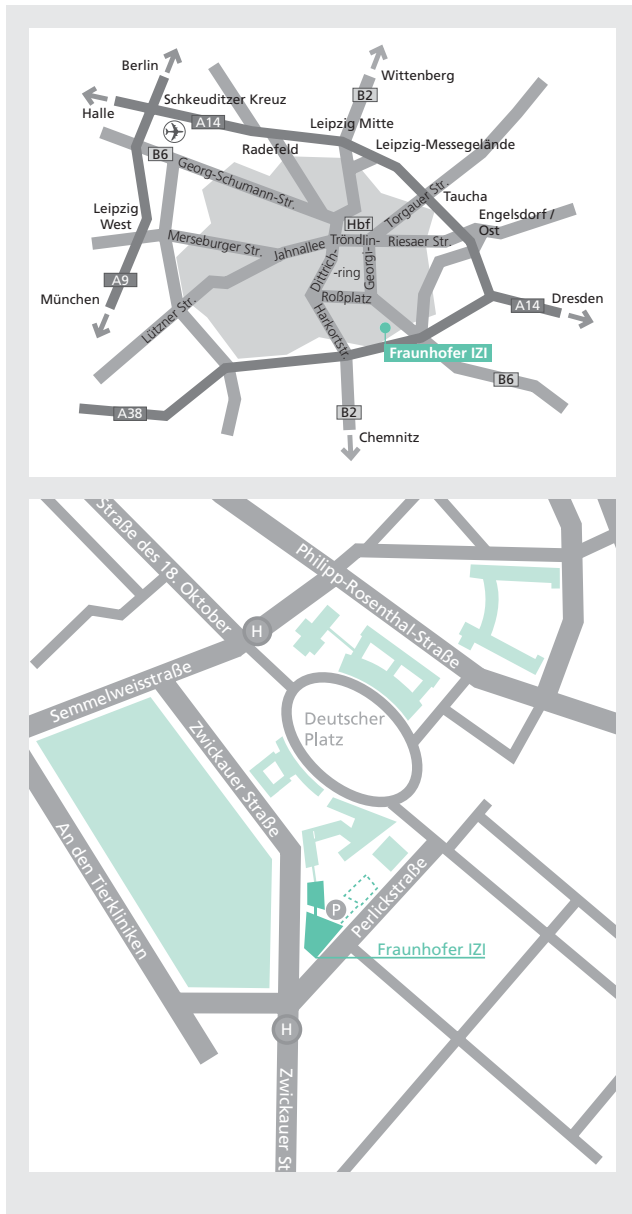 Berlin
Wittenberg
B2
Halle
Schkeuditzer Kreuz
A14
Leipzig Mitte
Radefeld
Leipzig-Messegelände
B6
Georg-Schumann-Str.
Torgauer Str.
Taucha
Leipzig
West
Hbf
Engelsdorf /
Ost
Merseburger Str.
Jahnallee
Tröndlin-
Riesaer Str.
Dittrich-
-ring
Georgi-
A9
München
Roßplatz
Lützner Str.
Harkortstr.
A14
Dresden
Fraunhofer IZI
B6
A38
B2
Chemnitz
Straße des 18. Oktober
Philipp-Rosenthal-Straße
H
Semmelweisstraße
Deutscher
Platz
Zwickauer Straße
An den Tierkliniken
Perlickstraße
P
Fraunhofer IZI
H
Zwickauer St